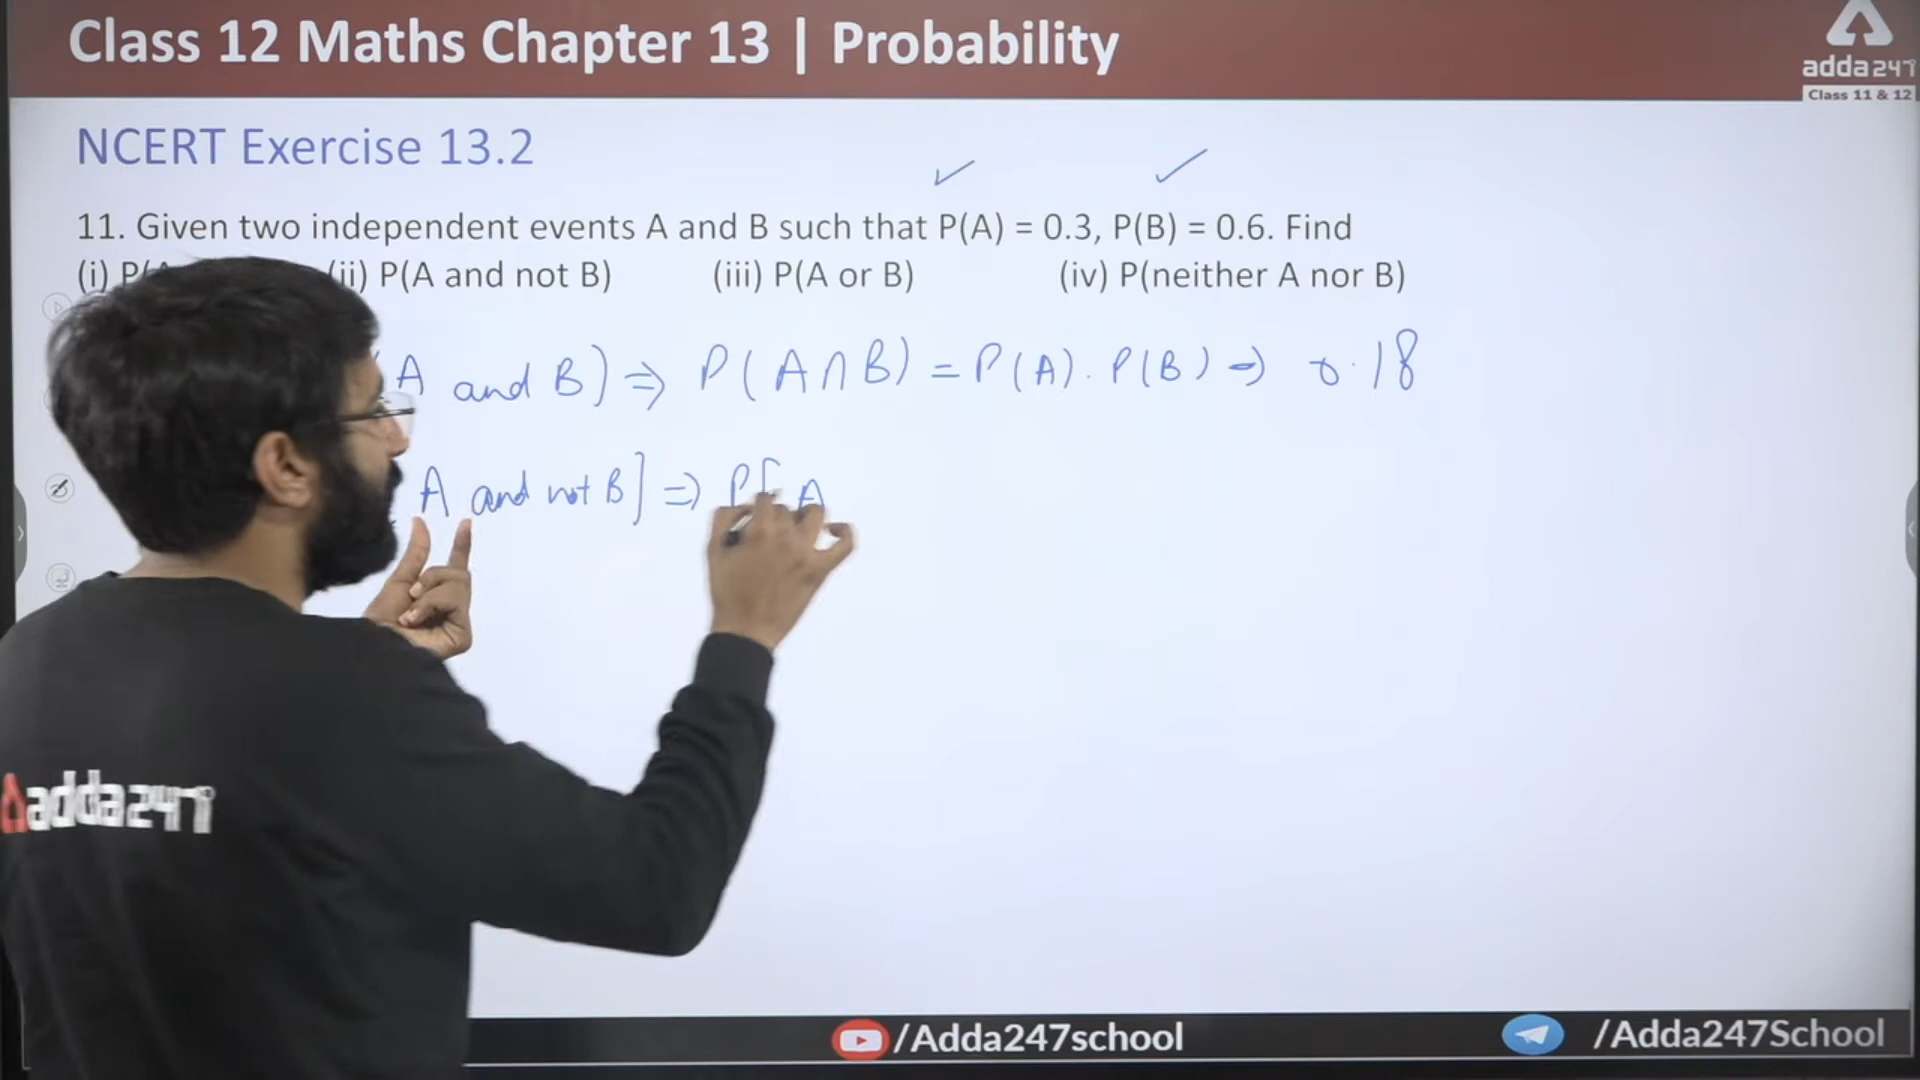 Class 12 Maths Chapter 13 | Probability
adda247
Class 11 & 12
NCERT Exercise 13.2
11. Given two independent events A and B such that P(A) = 0.3, P(B) = 0.6. Find
(i) (ii) P(A and not B) (iii) P(A or B) (iv) P(neither A nor B)
A and B) ⇒ P(A∩B) = P(A). P(B) ⇒ 0.18
A and not B] ⇒ P[A
adda247
/Adda247school /Adda247School